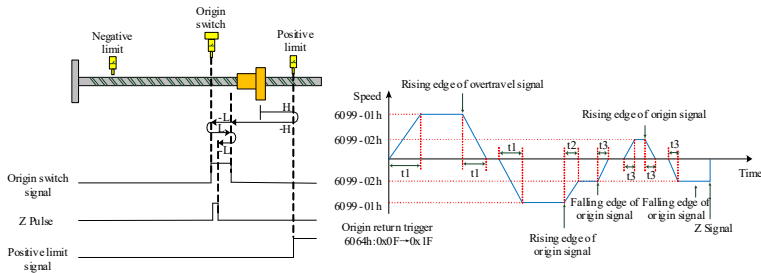 Origin
switch
Negative
limit
Positive
limit
H
-L
L
-H
-L
Origin switch
signal
Z Pulse
Positive limit
signal
Rising edge of overtravel signal
Speed
6099-01h
6099-02h
Rising edge of origin signal
t1
t1
t1
t2
t3
t3
t3
t3
Time
6099-02h
6099-01h
Falling edge of
origin signal
Falling edge of
origin signal
Z Signal
Origin return trigger
6064h:0x0F→0x1F
Rising edge of
origin signal